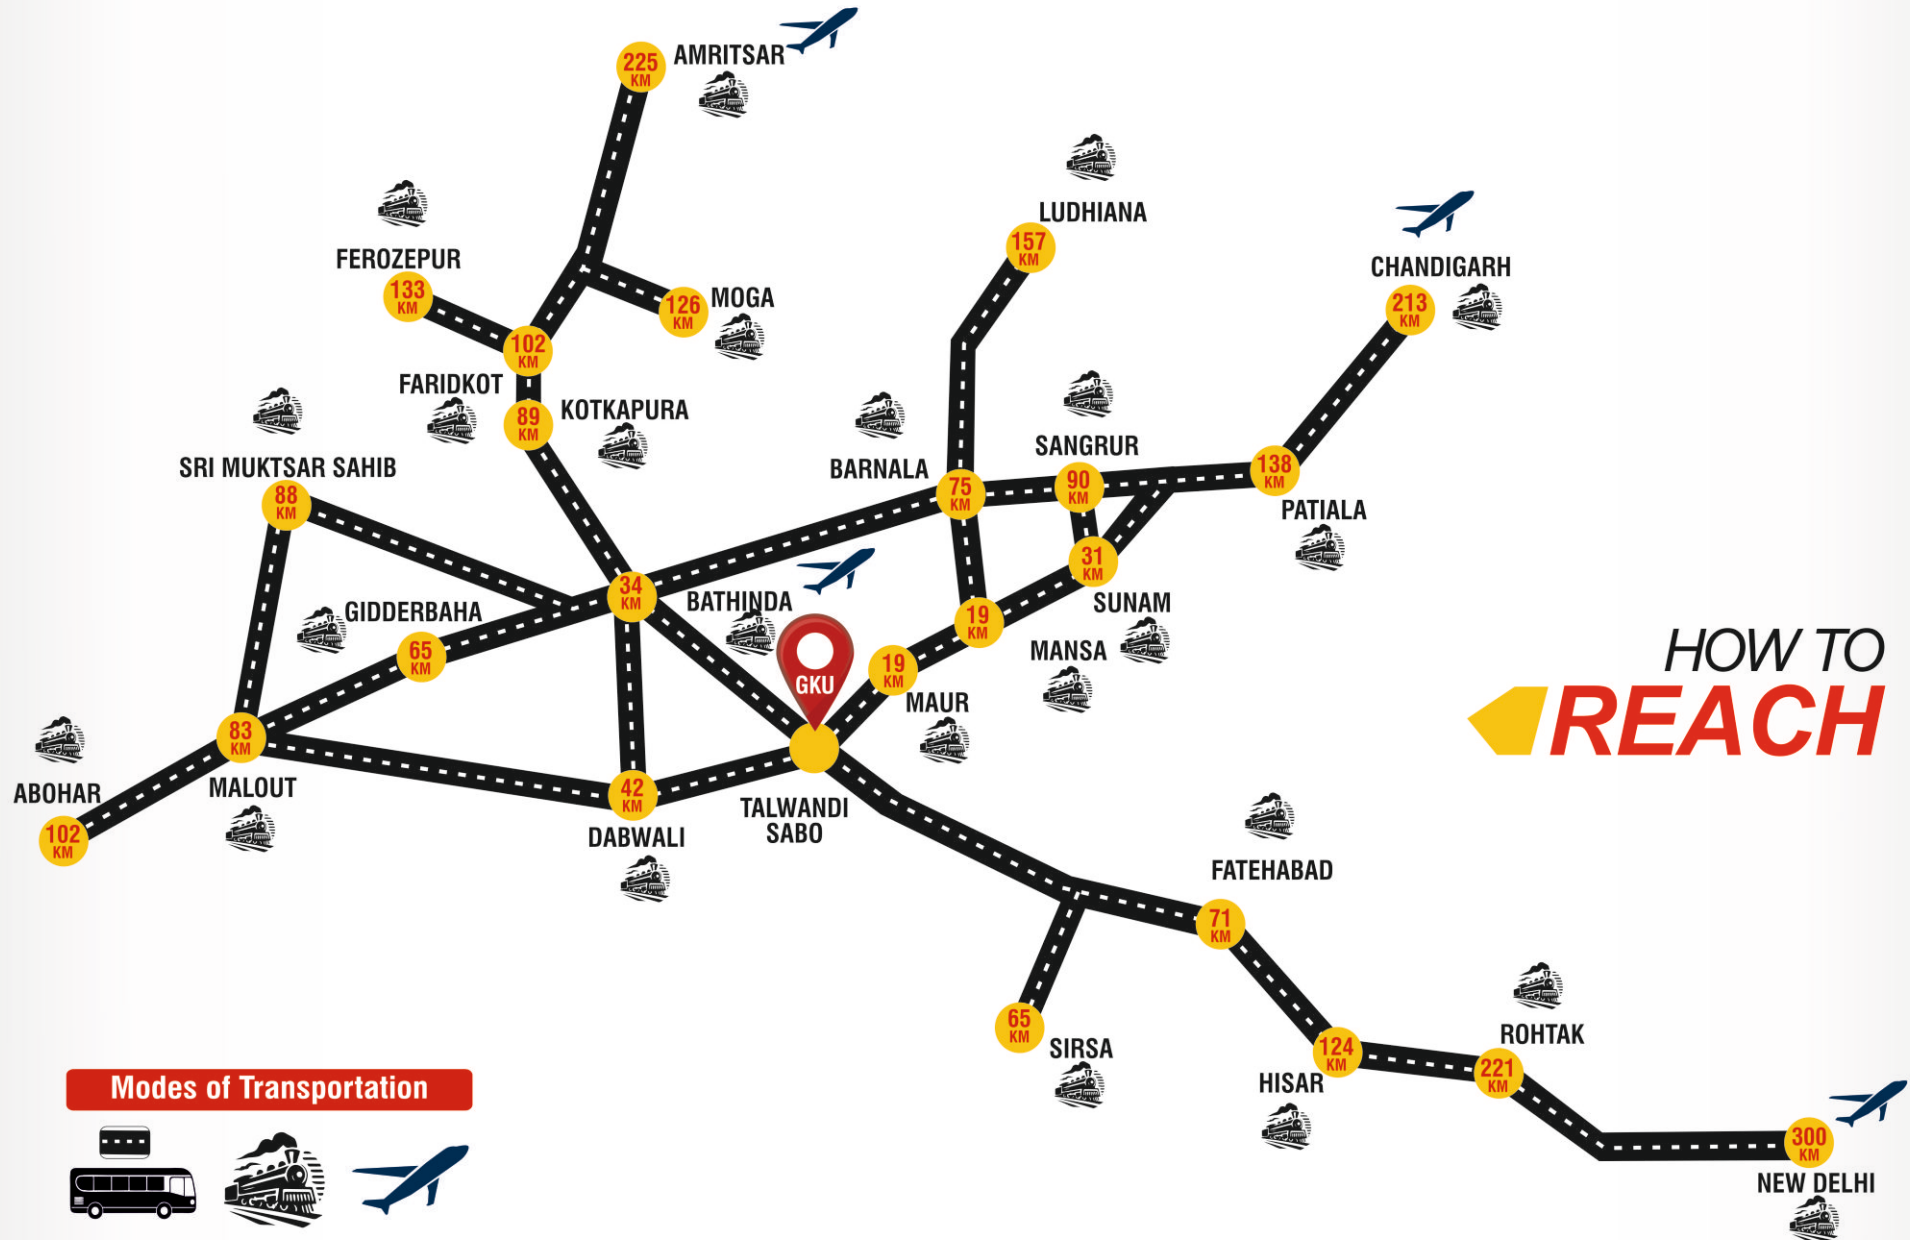 225
KM
AMRITSAR
LUDHIANA
157
KM
FEROZEPUR
133
KM
126
KM
MOGA
CHANDIGARH
213
KM
102
KM
FARIDKOT
89
KM
KOTKAPURA
SRI MUKTSAR SAHIB
88
KM
BARNALA
75
KM
SANGRUR
90
KM
138
KM
PATIALA
31
KM
SUNAM
34
KM
BATHINDA
GIDDERBAHA
65
KM
19
KM
MANSA
19
KM
MAUR
GKU
HOW TO
REACH
83
KM
MALOUT
ABOHAR
102
KM
42
KM
DABWALI
TALWANDI
SABO
FATEHABAD
71
KM
65
KM
SIRSA
124
KM
HISAR
ROHTAK
221
KM
300
KM
NEW DELHI
Modes of Transportation